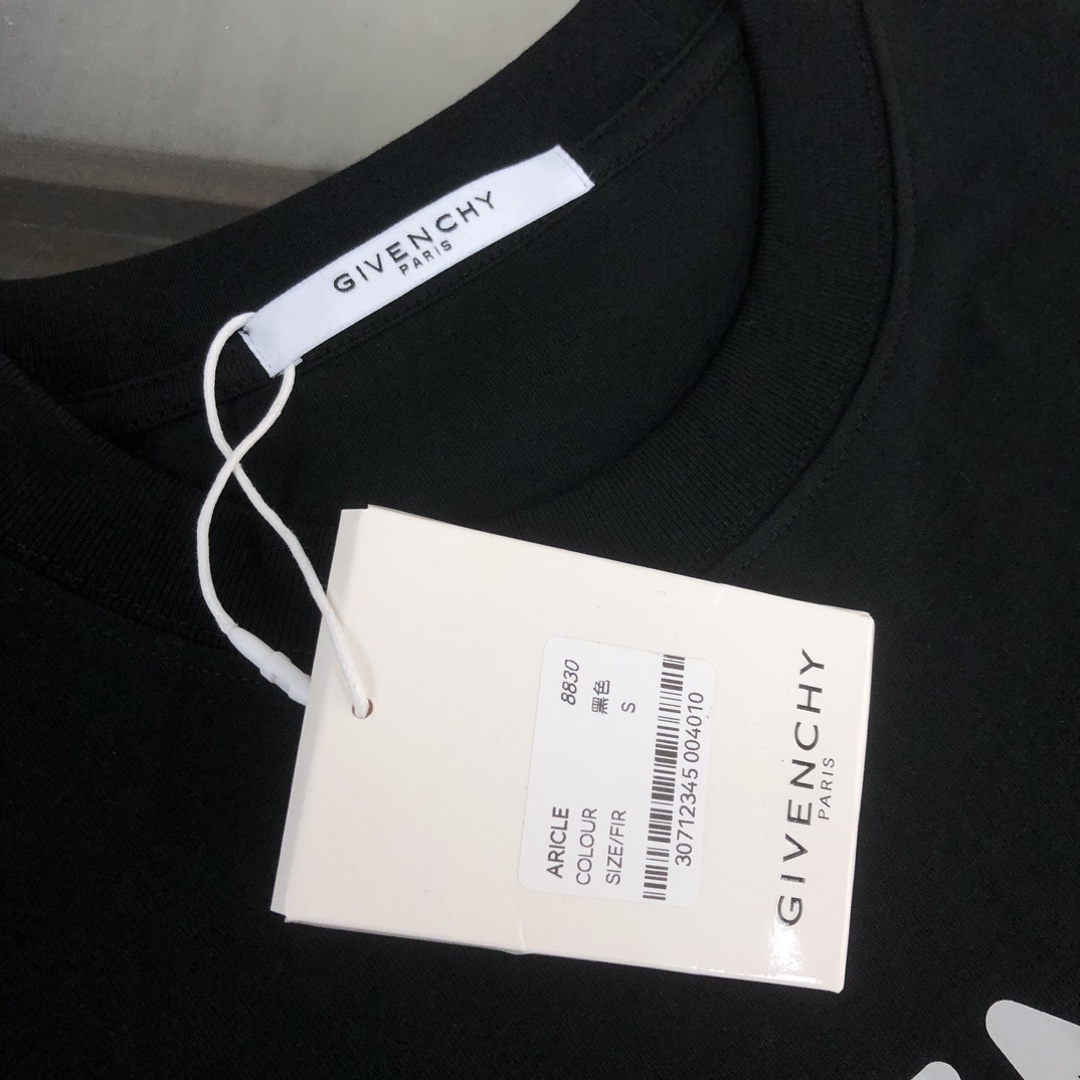 GIVENCHY
PARIS
ARICLE 8830
COLOUR 黑色
SIZE/FIR S
30712345 004010
GIVENCHY
PARIS